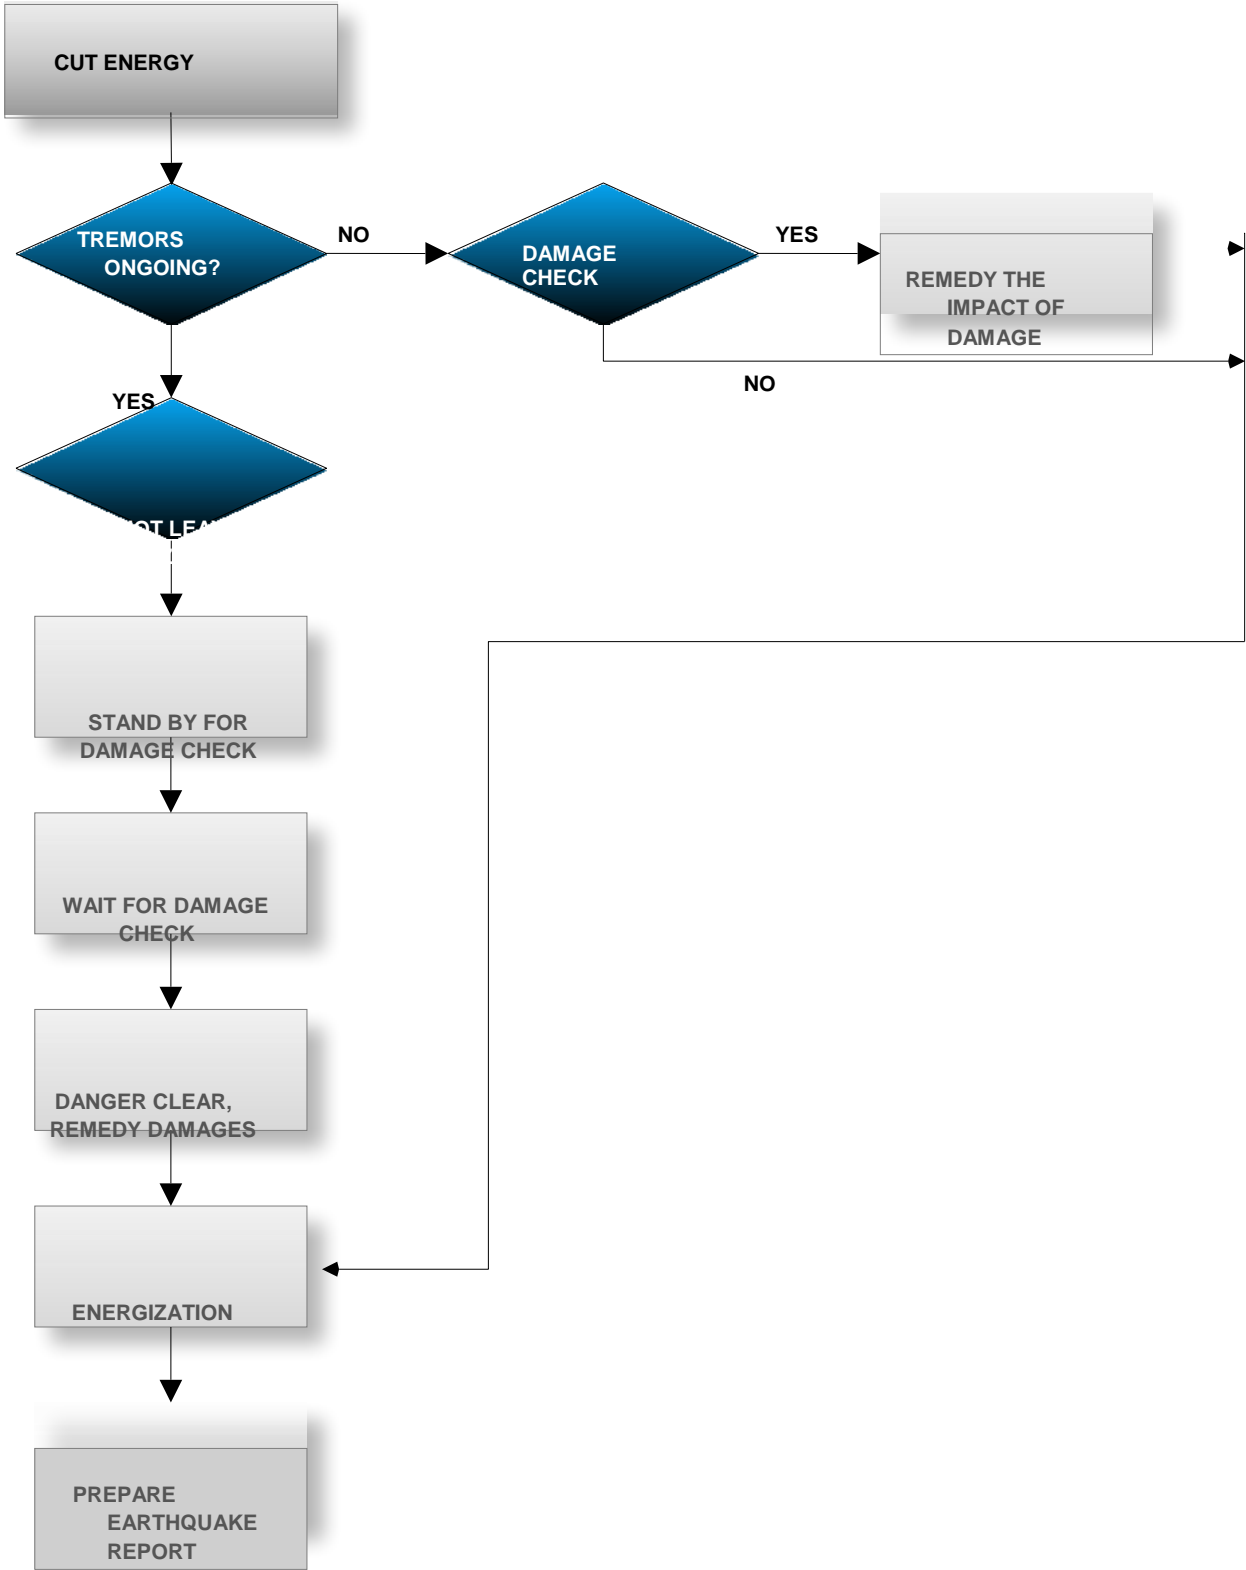 CUT ENERGY
TREMORS
ONGOING?
NO
DAMAGE
CHECK
YES
REMEDY THE
IMPACT OF
DAMAGE
NO
YES
STAND BY FOR
DAMAGE CHECK
WAIT FOR DAMAGE
CHECK
DANGER CLEAR,
REMEDY DAMAGES
ENERGIZATION
PREPARE
EARTHQUAKE
REPORT